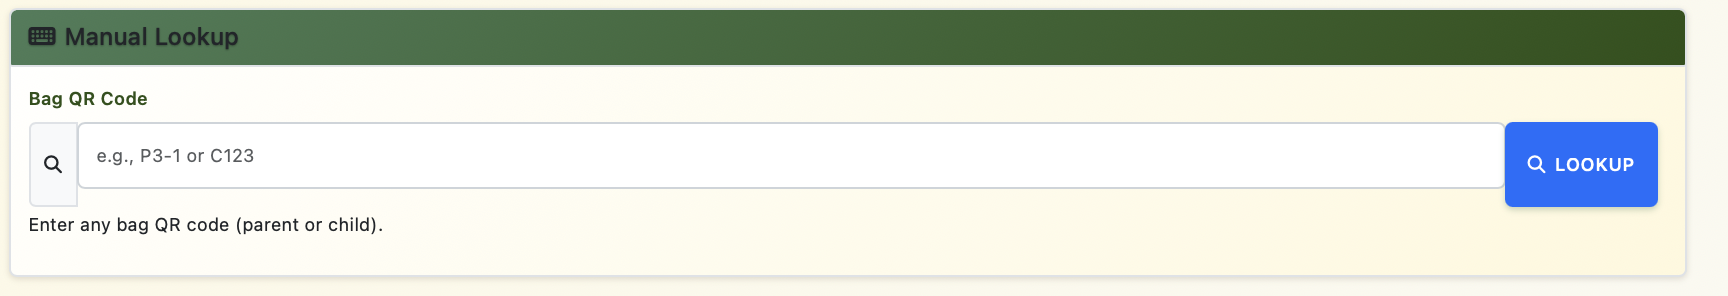 Manual Lookup
Bag QR Code
e.g., P3-1 or C123
LOOKUP
Enter any bag QR code (parent or child).